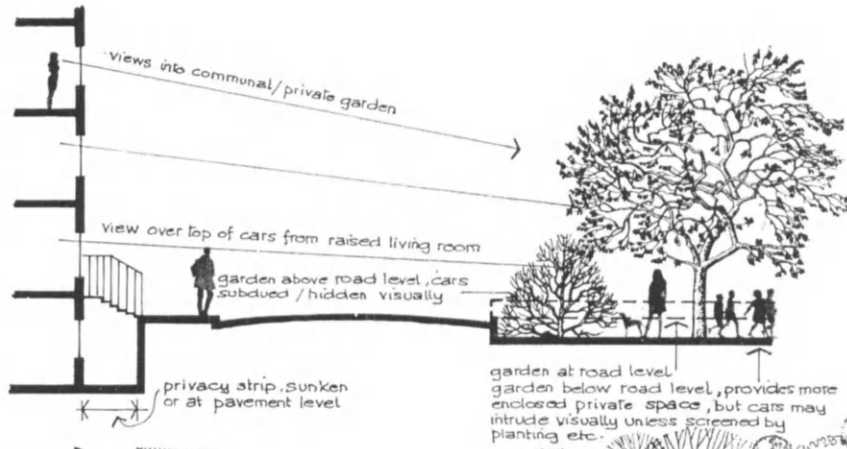 views into communal/private garden
view over top of cars from raised living room
garden above road level, cars
subdued / hidden visually
privacy strip, sunken
or at pavement level
garden at road level
garden below road level, provides more
enclosed private space, but cars may
intrude visually unless screened by
planting etc.